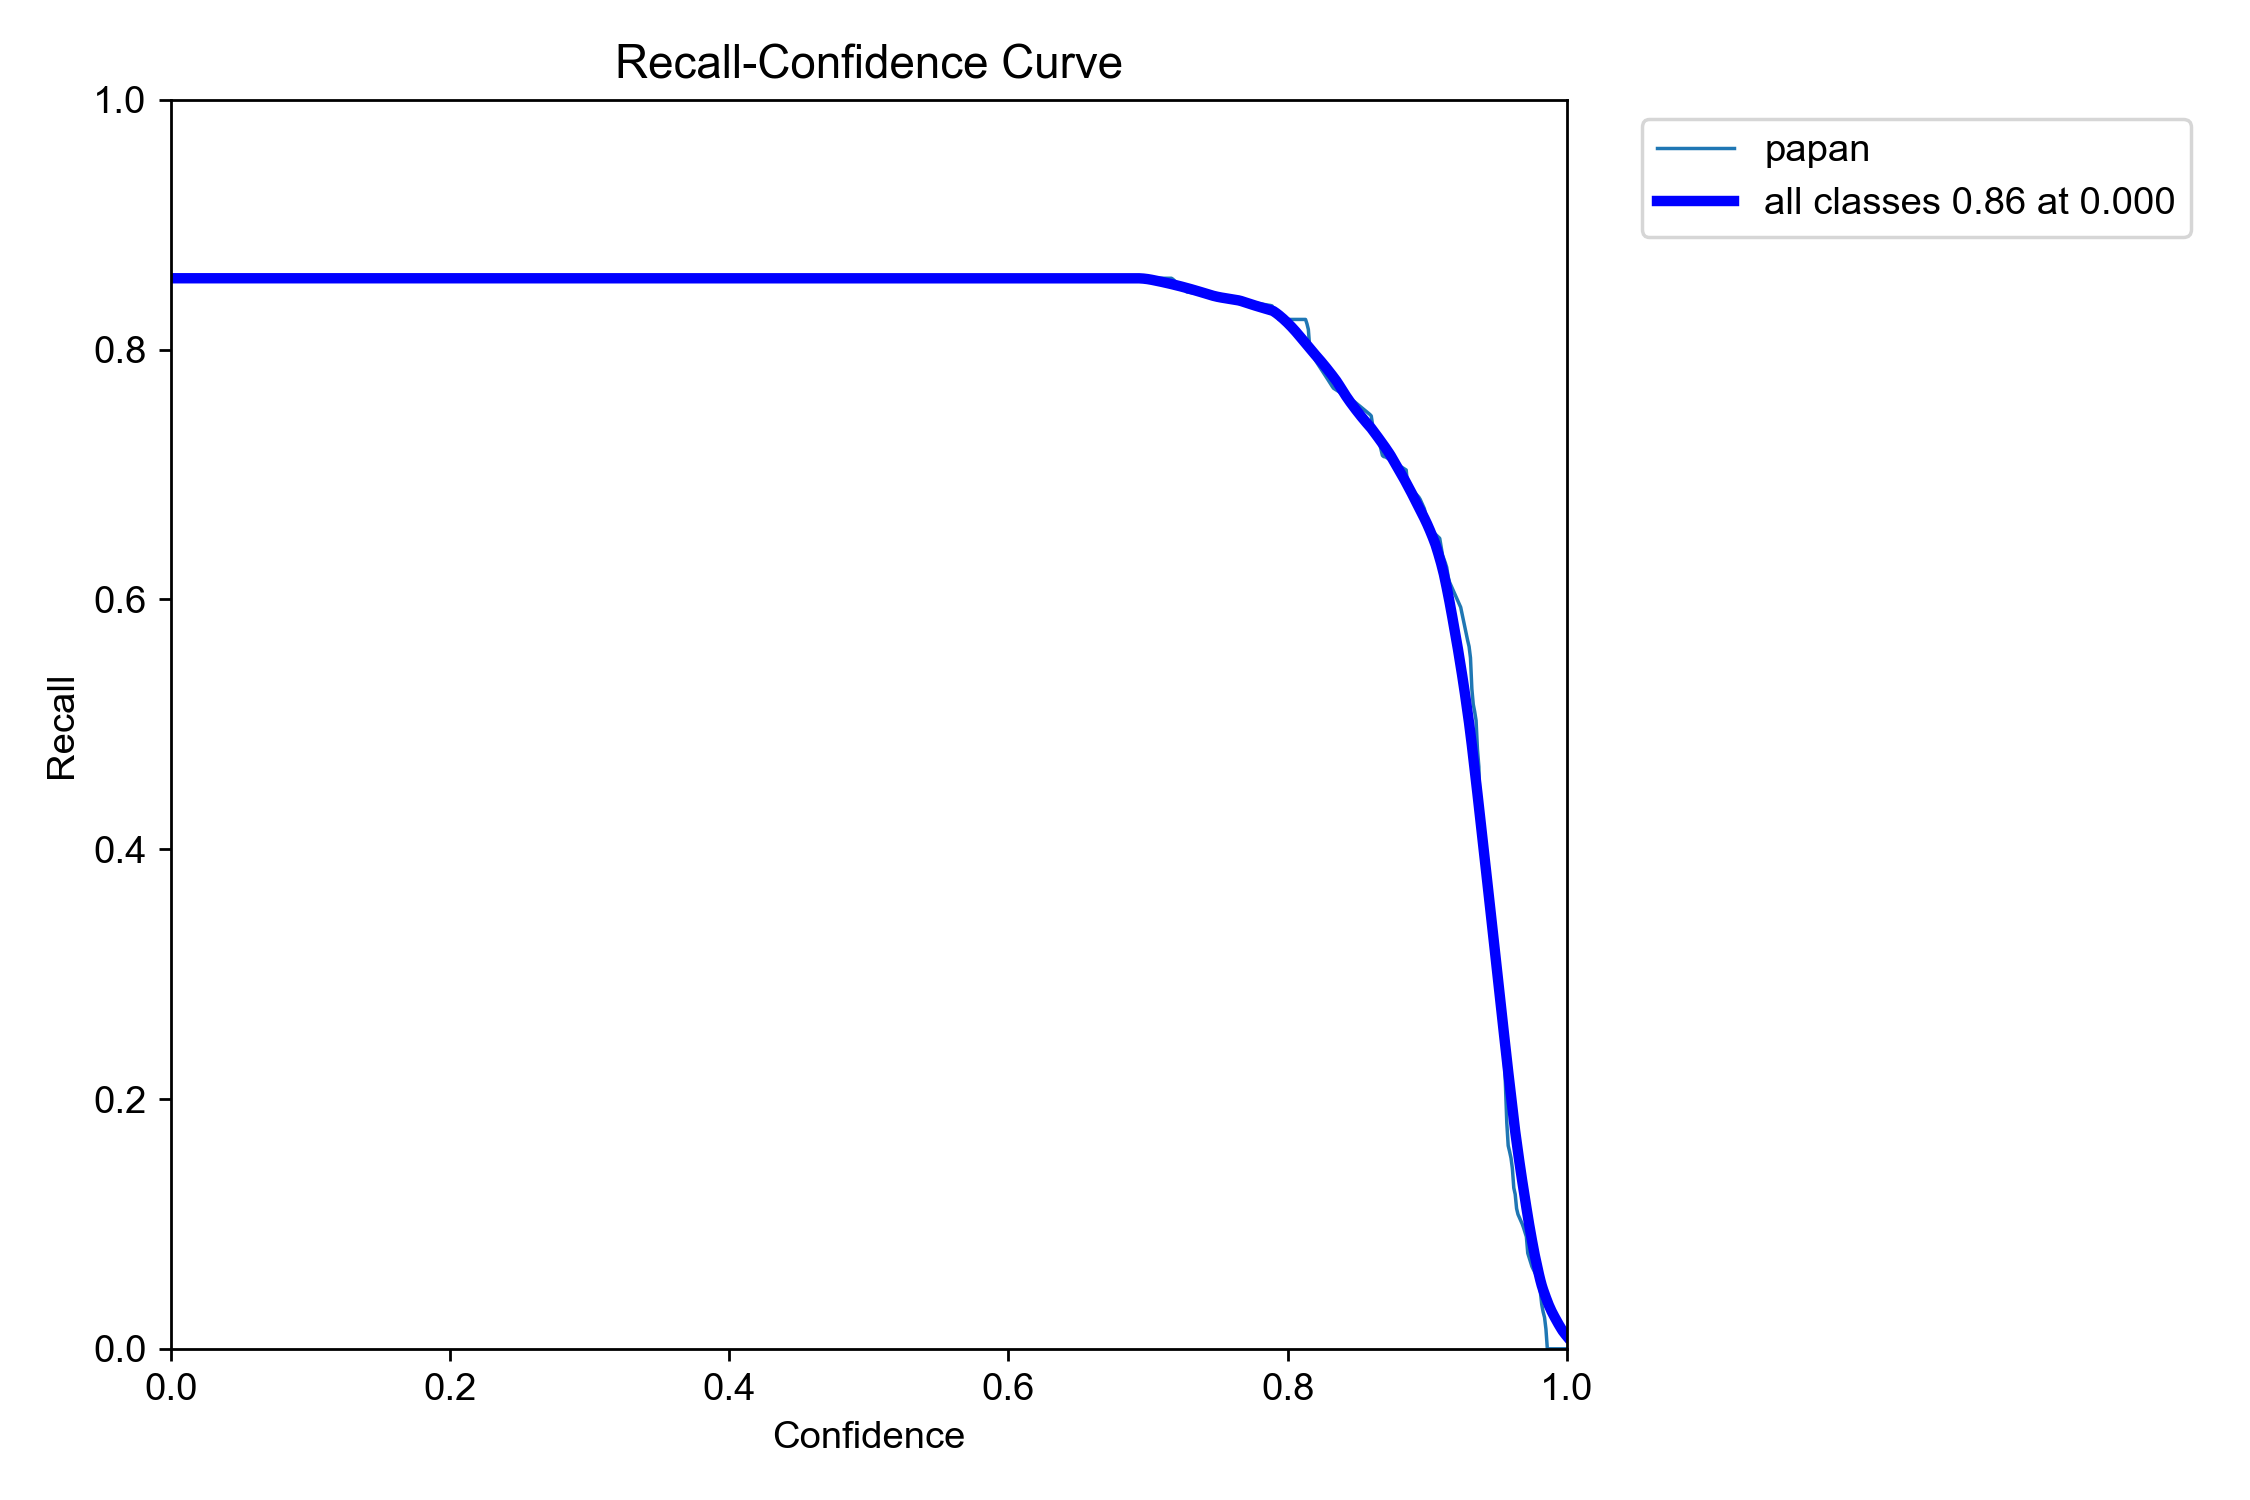 Recall-Confidence Curve
papan
all classes 0.86 at 0.000
1.0
0.8
0.6
0.4
0.2
0.0
Recall
0.0 0.2 0.4 0.6 0.8 1.0
Confidence